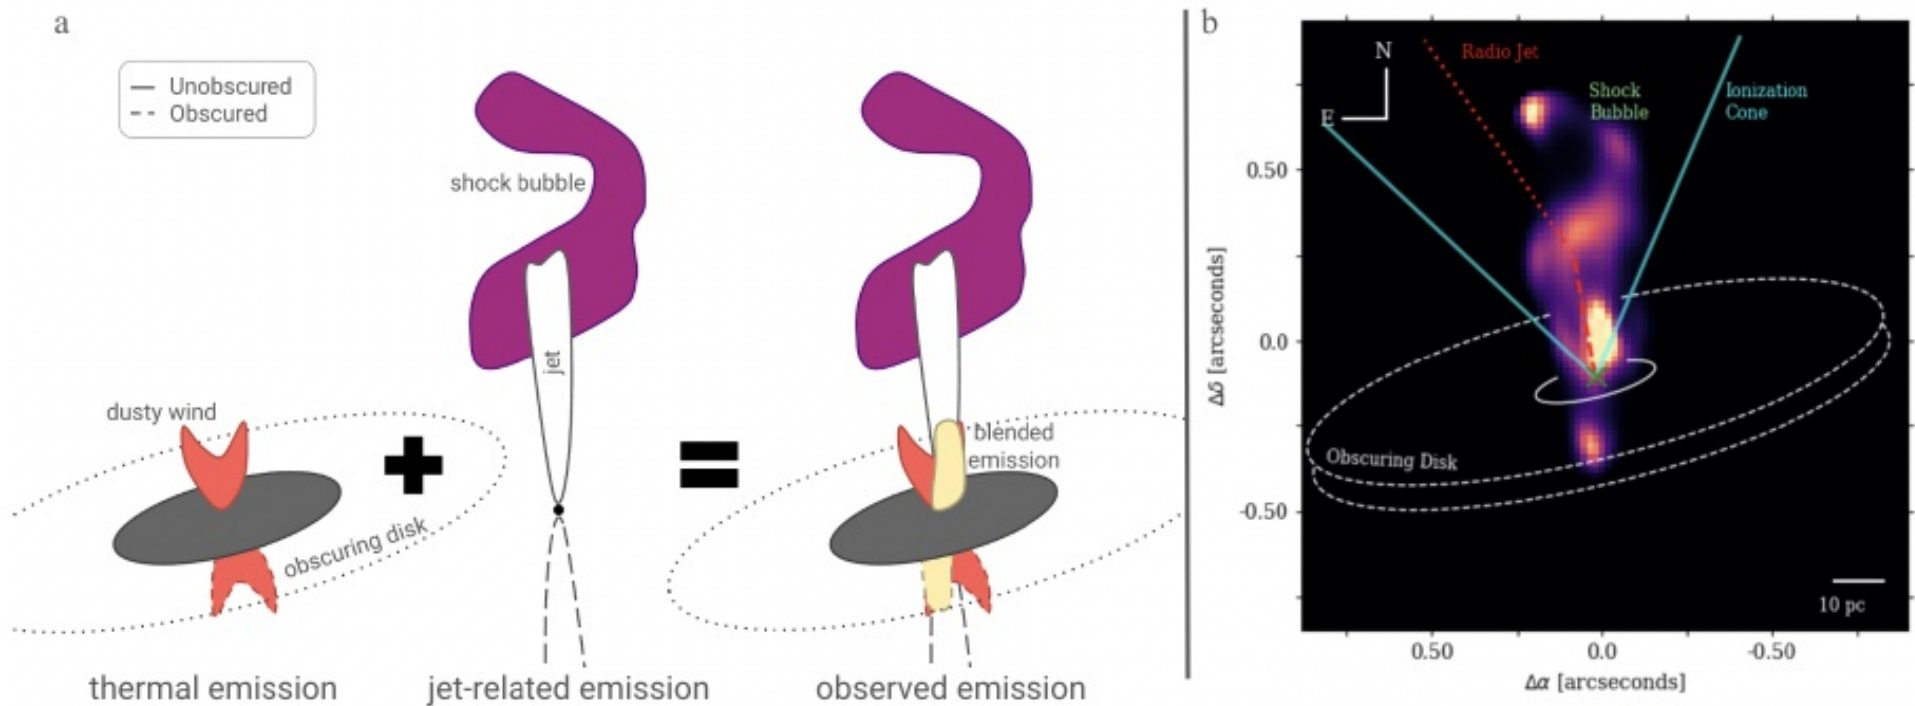 a
Unobscured
Obscured
shock bubble
jet
dusty wind
obscuring disk
blended
emission
thermal emission
jet-related emission
observed emission
b
N
E
Radio Jet
Shock
Bubble
Ionization
Cone
Obscuring Disk
10 pc
0.50
0.0
-0.50
Δδ [arcseconds]
0.50
0.0
-0.50
Δα [arcseconds]